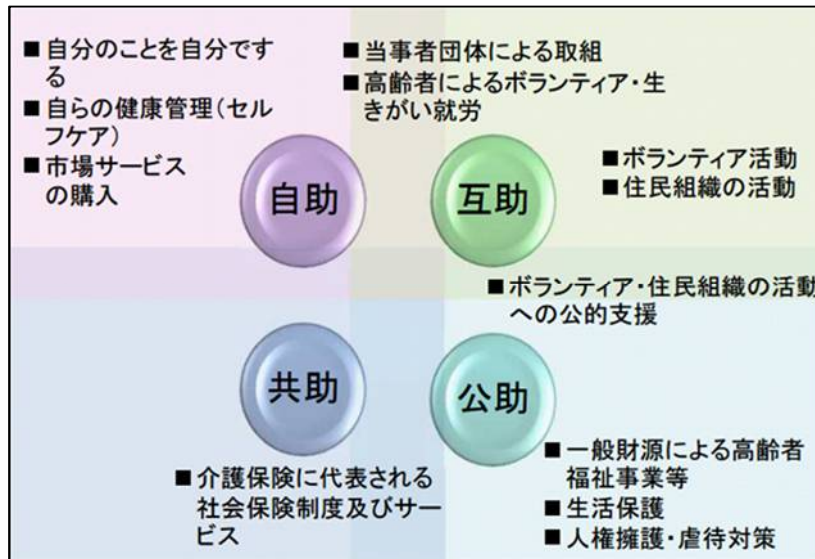 ■ 自分のことを自分です
る
■ 自らの健康管理（セル
フケア）
■ 市場サービス
の購入
■ 当事者団体による取組
■ 高齢者によるボランティア・生
きがい就労
■ ボランティア活動
■ 住民組織の活動
自助
互助
■ ボランティア・住民組織の活動
への公的支援
共助
公助
■ 介護保険に代表される
社会保険制度及びサー
ビス
■ 一般財源による高齢者
福祉事業等
■ 生活保護
■ 人権擁護・虐待対策